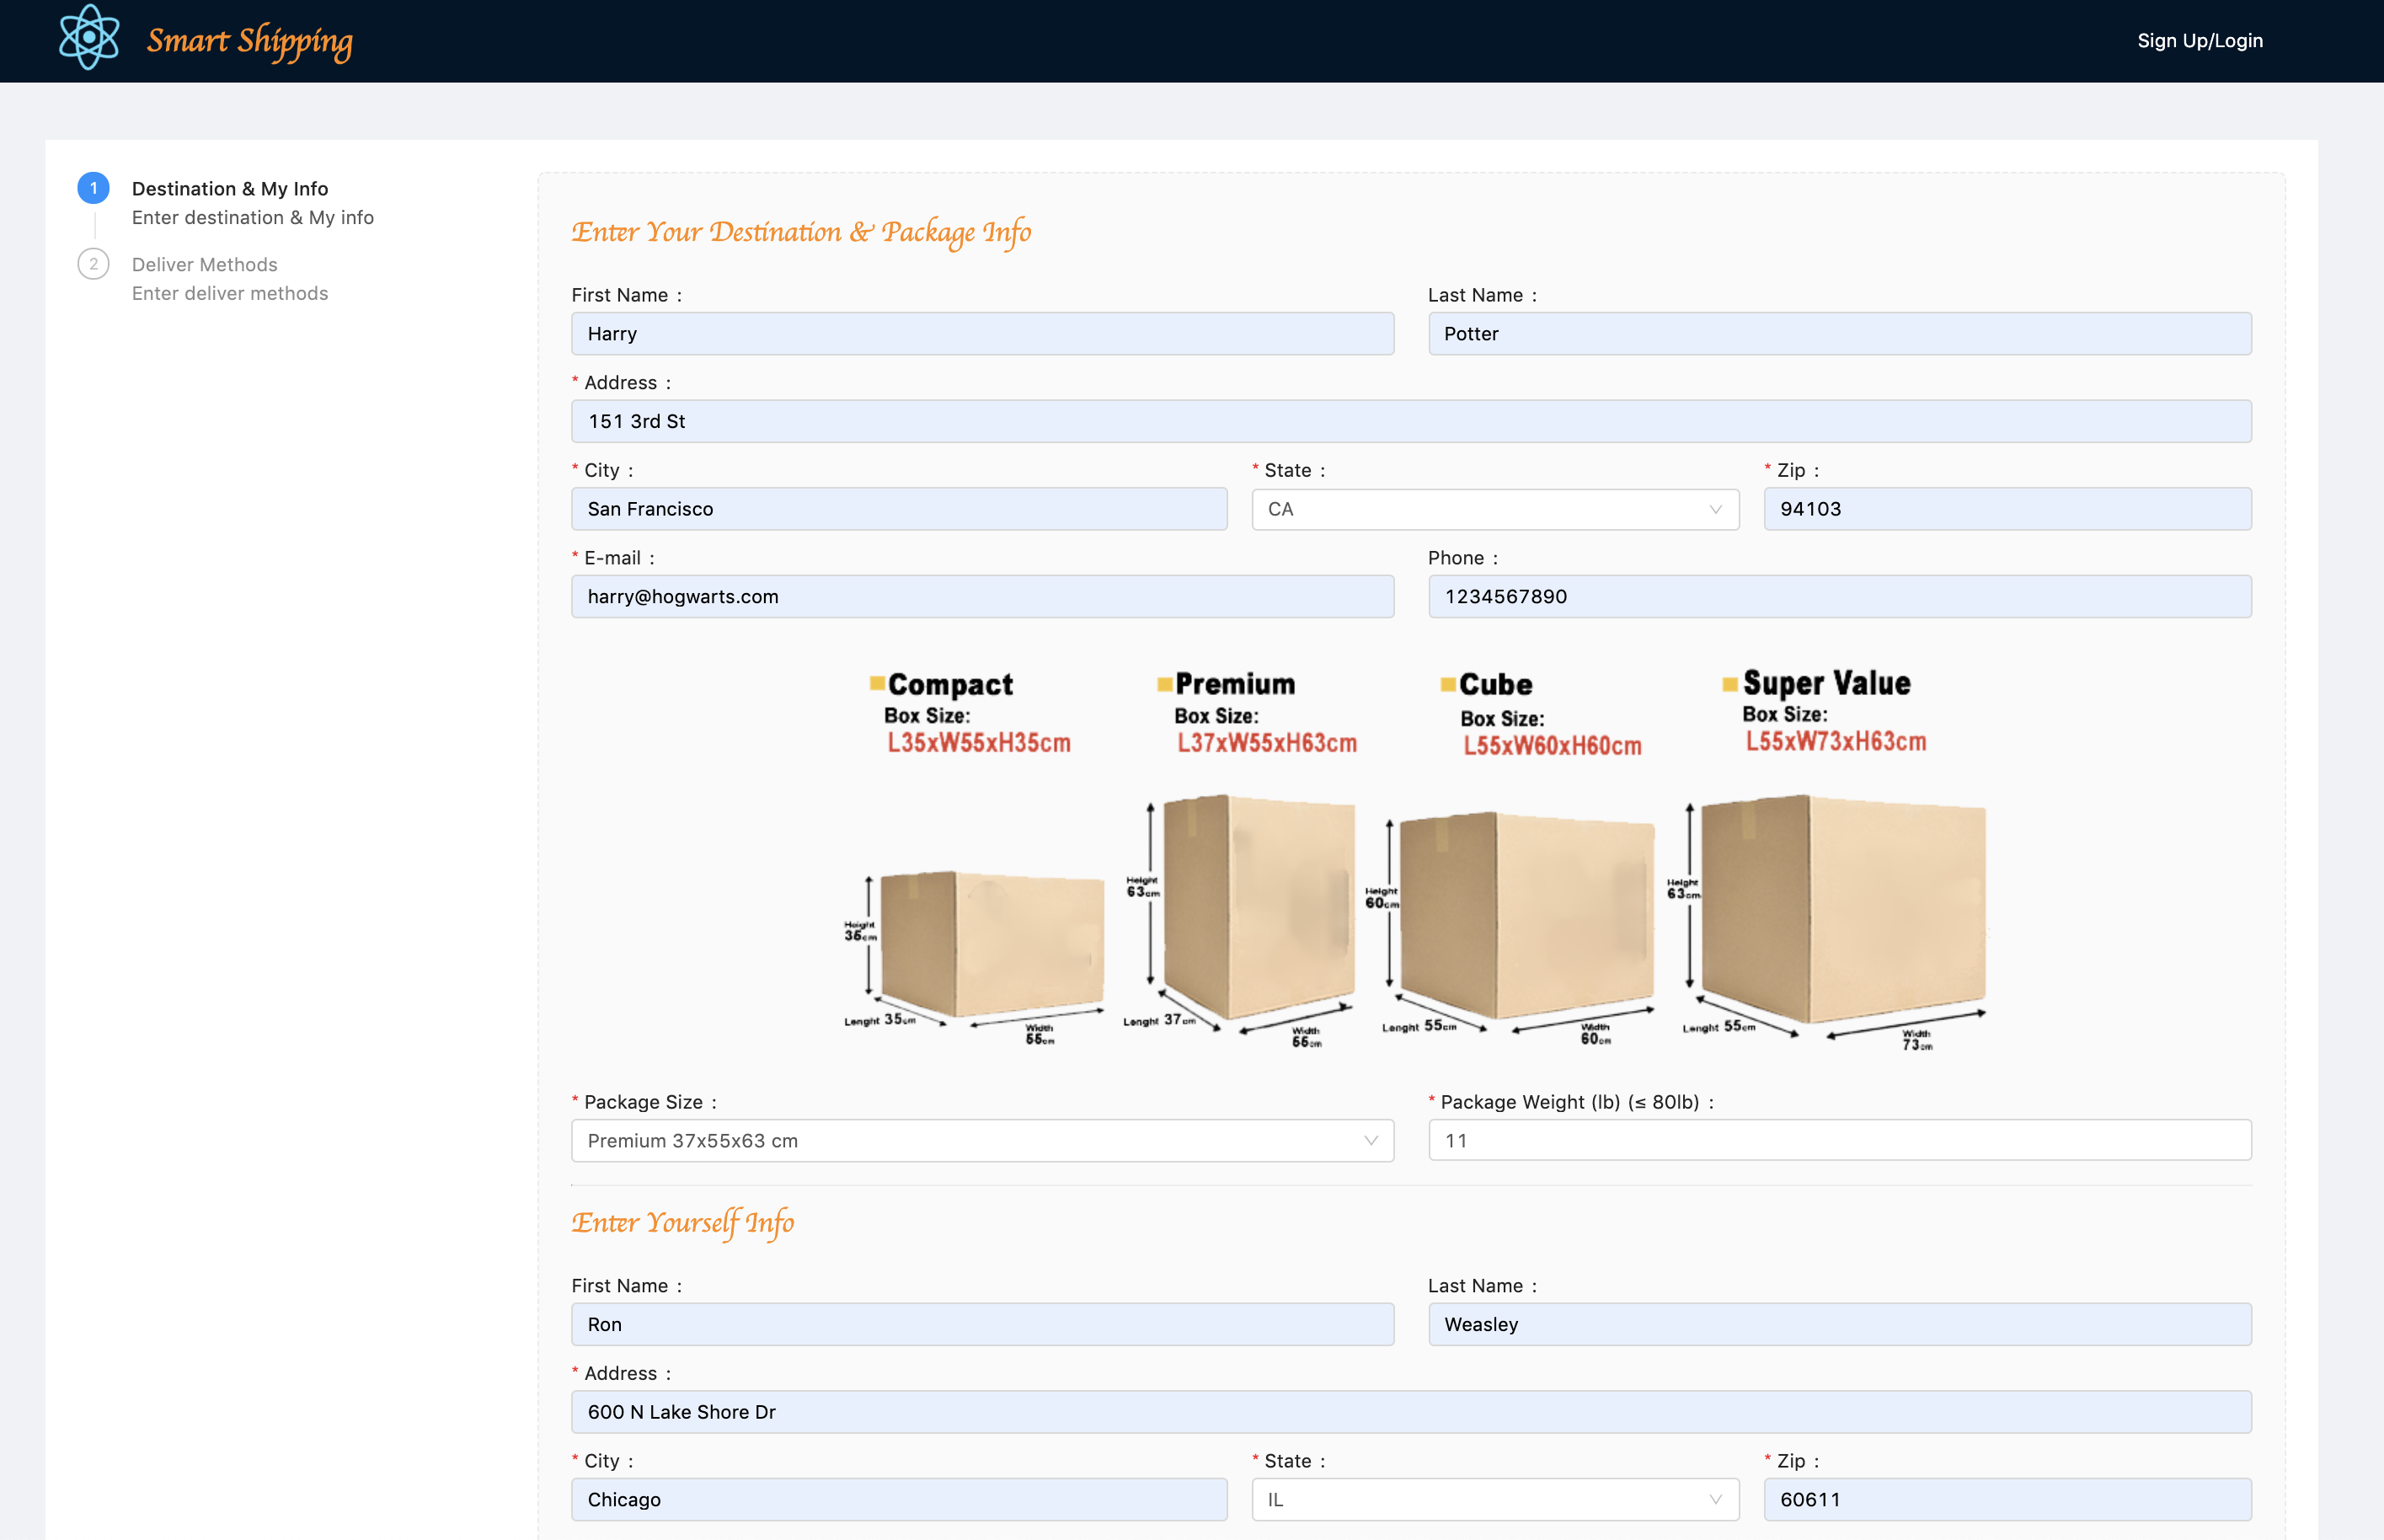 Smart Shipping
Sign Up/Login
1
Destination & My Info
Enter destination & My info
2
Deliver Methods
Enter deliver methods
Enter Your Destination & Package Info
First Name :
Last Name :
Harry
Potter
* Address :
151 3rd St
* City :
* State :
* Zip :
San Francisco
CA
94103
* E-mail :
Phone :
harry@hogwarts.com
1234567890
Compact
Box Size:
L35xW55xH35cm
Premium
Box Size:
L37xW55xH63cm
Cube
Box Size:
L55xW60xH60cm
Super Value
Box Size:
L55xW73xH63cm
Height
35cm
Lenght 35cm
Width
55cm
Height
63cm
Lenght 37cm
Width
55cm
Height
60cm
Lenght 55cm
Width
60cm
Height
63cm
Lenght 55cm
Width
73cm
* Package Size :
* Package Weight (lb) (≤ 80lb) :
Premium 37x55x63 cm
11
Enter Yourself Info
First Name :
Last Name :
Ron
Weasley
* Address :
600 N Lake Shore Dr
* City :
* State :
* Zip :
Chicago
IL
60611